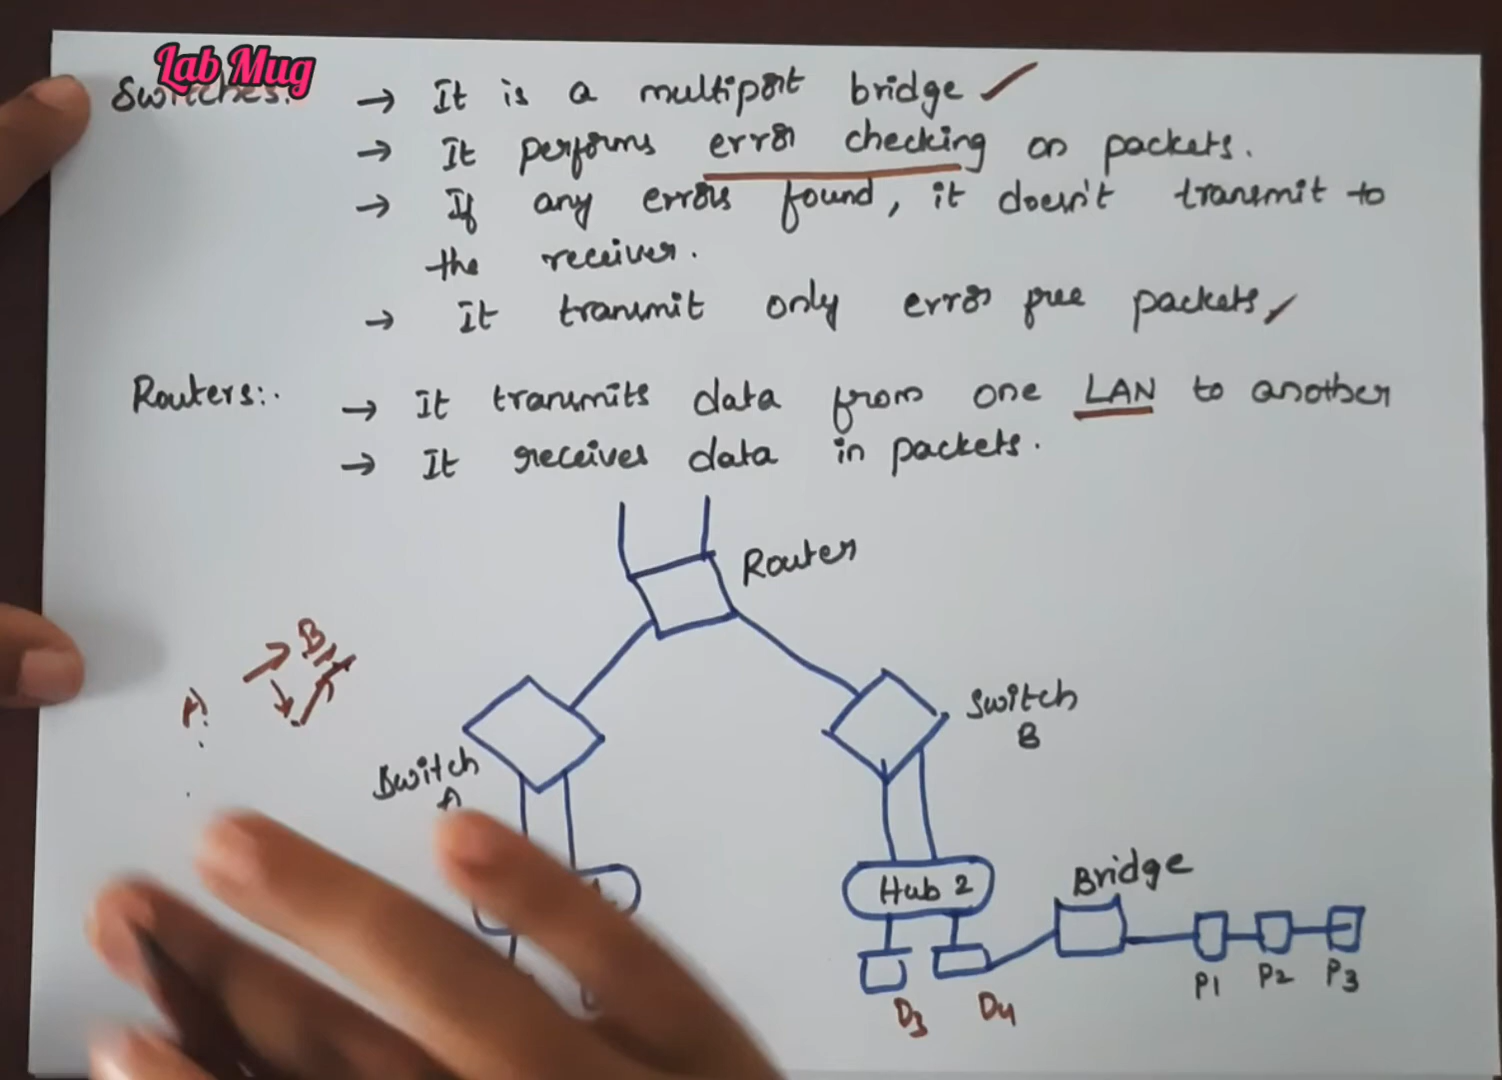 Lab Mug
Switches: → It is a multiport bridge
→ It performs error checking on packets.
→ If any errors found, it doesn't transmit to
the receiver.
→ It transmit only error free packets
Routers:. → It transmits data from one LAN to another
→ It receives data in packets.
Router
B
A
Switch
B
Switch
A
Hub 2
Bridge
P1 P2 P3
D3 D4